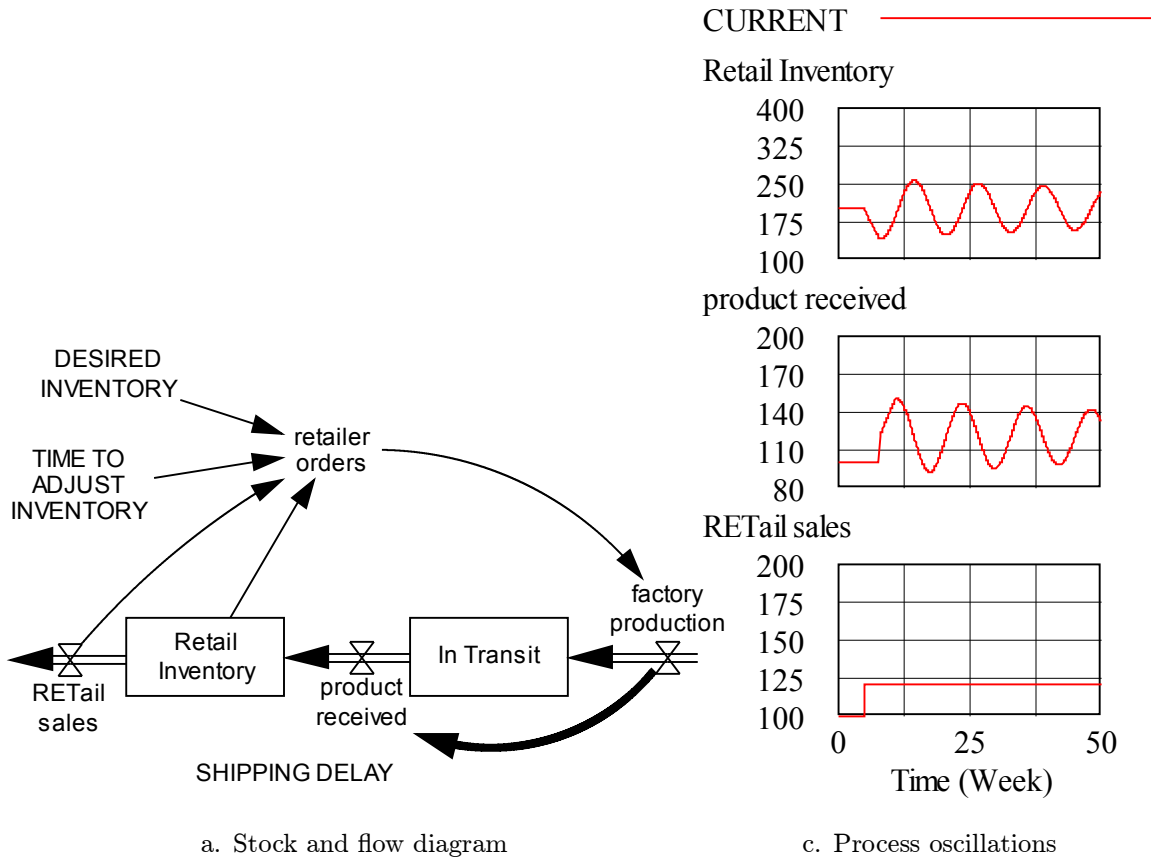 DESIRED
INVENTORY
TIME TO
ADJUST
INVENTORY
retailer
orders
factory
production
Retail
Inventory
In Transit
RETail
sales
product
received
SHIPPING DELAY
a. Stock and flow diagram
CURRENT
Retail Inventory
400
325
250
175
100
product received
200
170
140
110
80
RETail sales
200
175
150
125
100
0 25 50
Time (Week)
c. Process oscillations